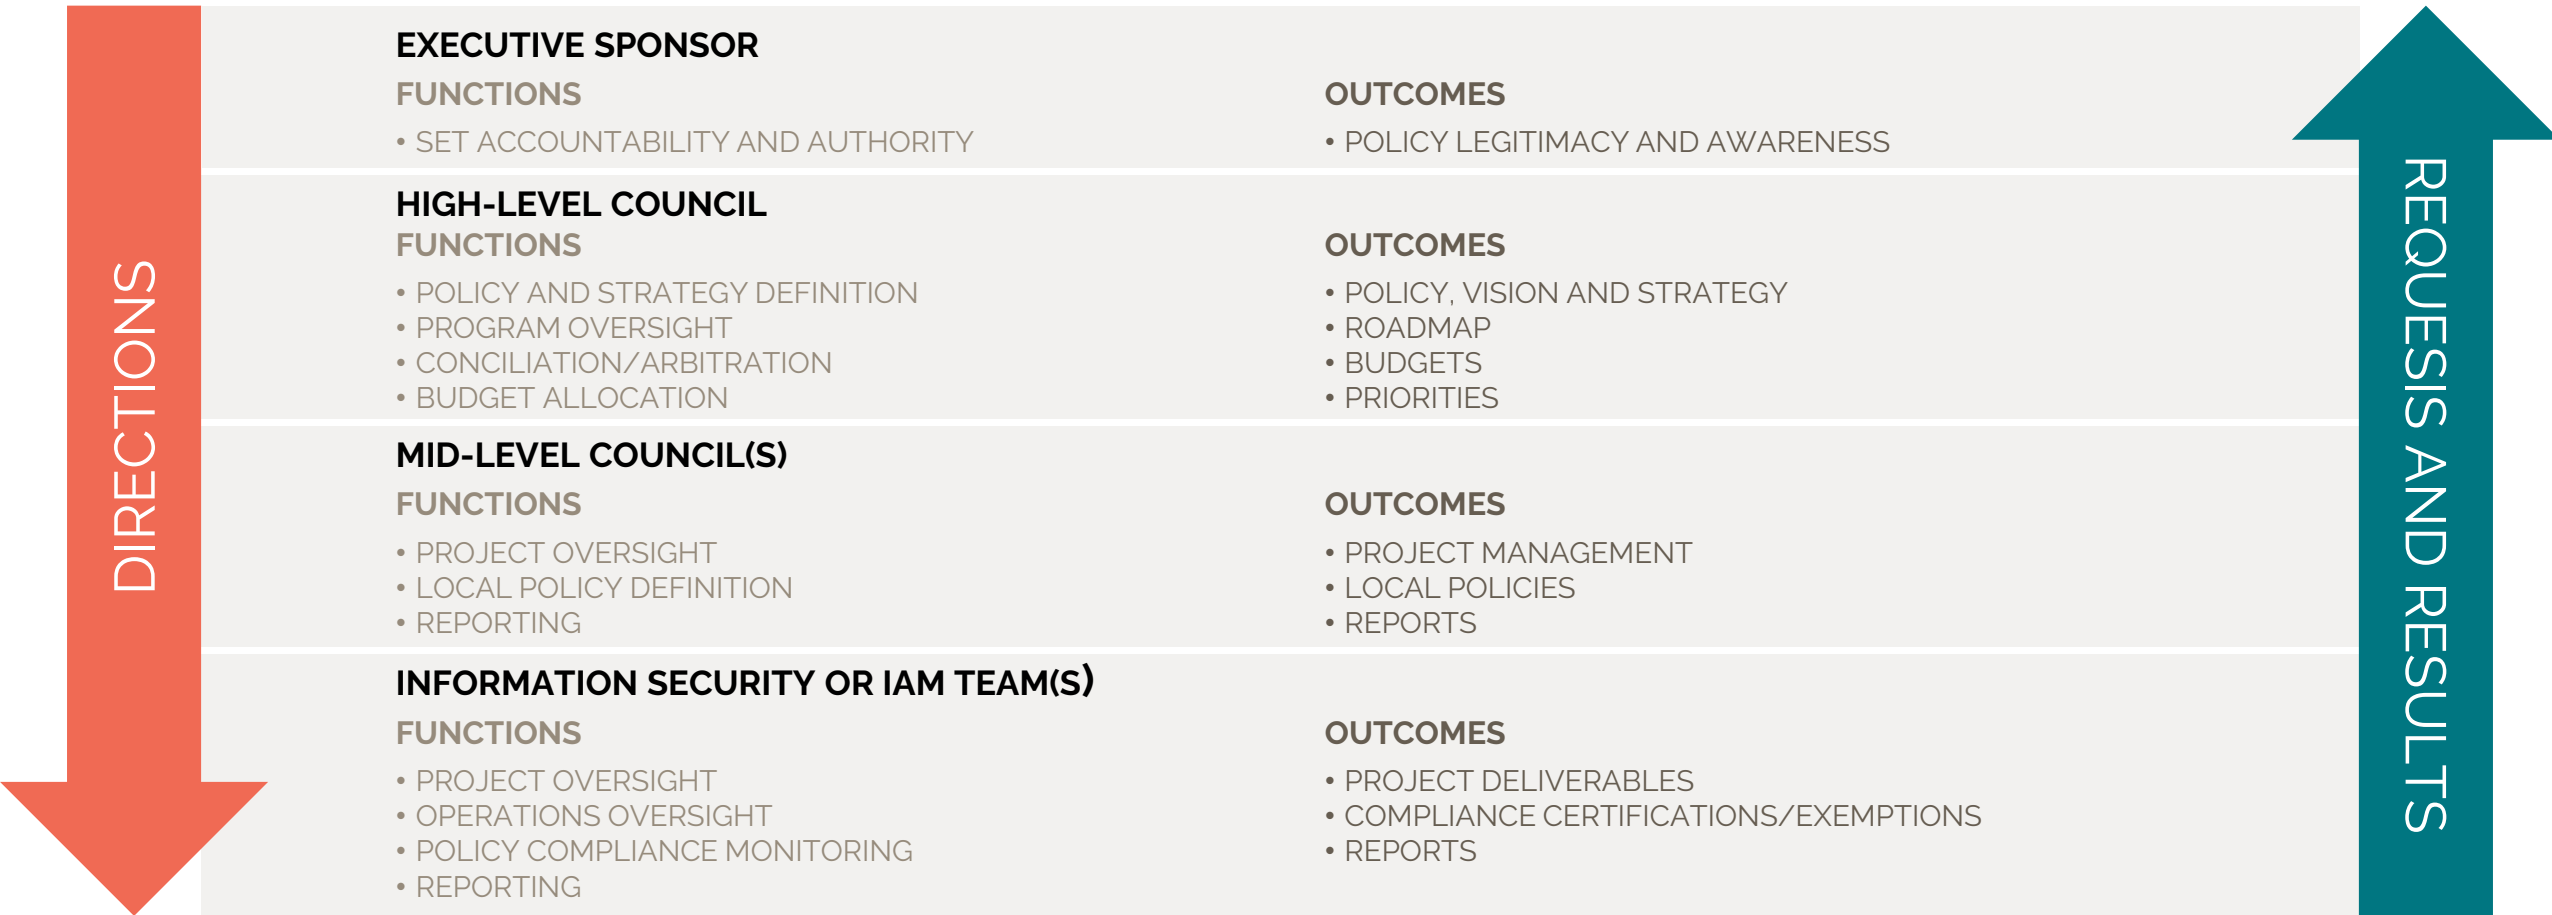 DIRECTIONS
EXECUTIVE SPONSOR
FUNCTIONS
• SET ACCOUNTABILITY AND AUTHORITY
OUTCOMES
• POLICY LEGITIMACY AND AWARENESS
HIGH-LEVEL COUNCIL
FUNCTIONS
• POLICY AND STRATEGY DEFINITION
• PROGRAM OVERSIGHT
• CONCILIATION/ARBITRATION
• BUDGET ALLOCATION
OUTCOMES
• POLICY, VISION AND STRATEGY
• ROADMAP
• BUDGETS
• PRIORITIES
MID-LEVEL COUNCIL(S)
FUNCTIONS
• PROJECT OVERSIGHT
• LOCAL POLICY DEFINITION
• REPORTING
OUTCOMES
• PROJECT MANAGEMENT
• LOCAL POLICIES
• REPORTS
INFORMATION SECURITY OR IAM TEAM(S)
FUNCTIONS
• PROJECT OVERSIGHT
• OPERATIONS OVERSIGHT
• POLICY COMPLIANCE MONITORING
• REPORTING
OUTCOMES
• PROJECT DELIVERABLES
• COMPLIANCE CERTIFICATIONS/EXEMPTIONS
• REPORTS
REQUESIS AND RESULTS